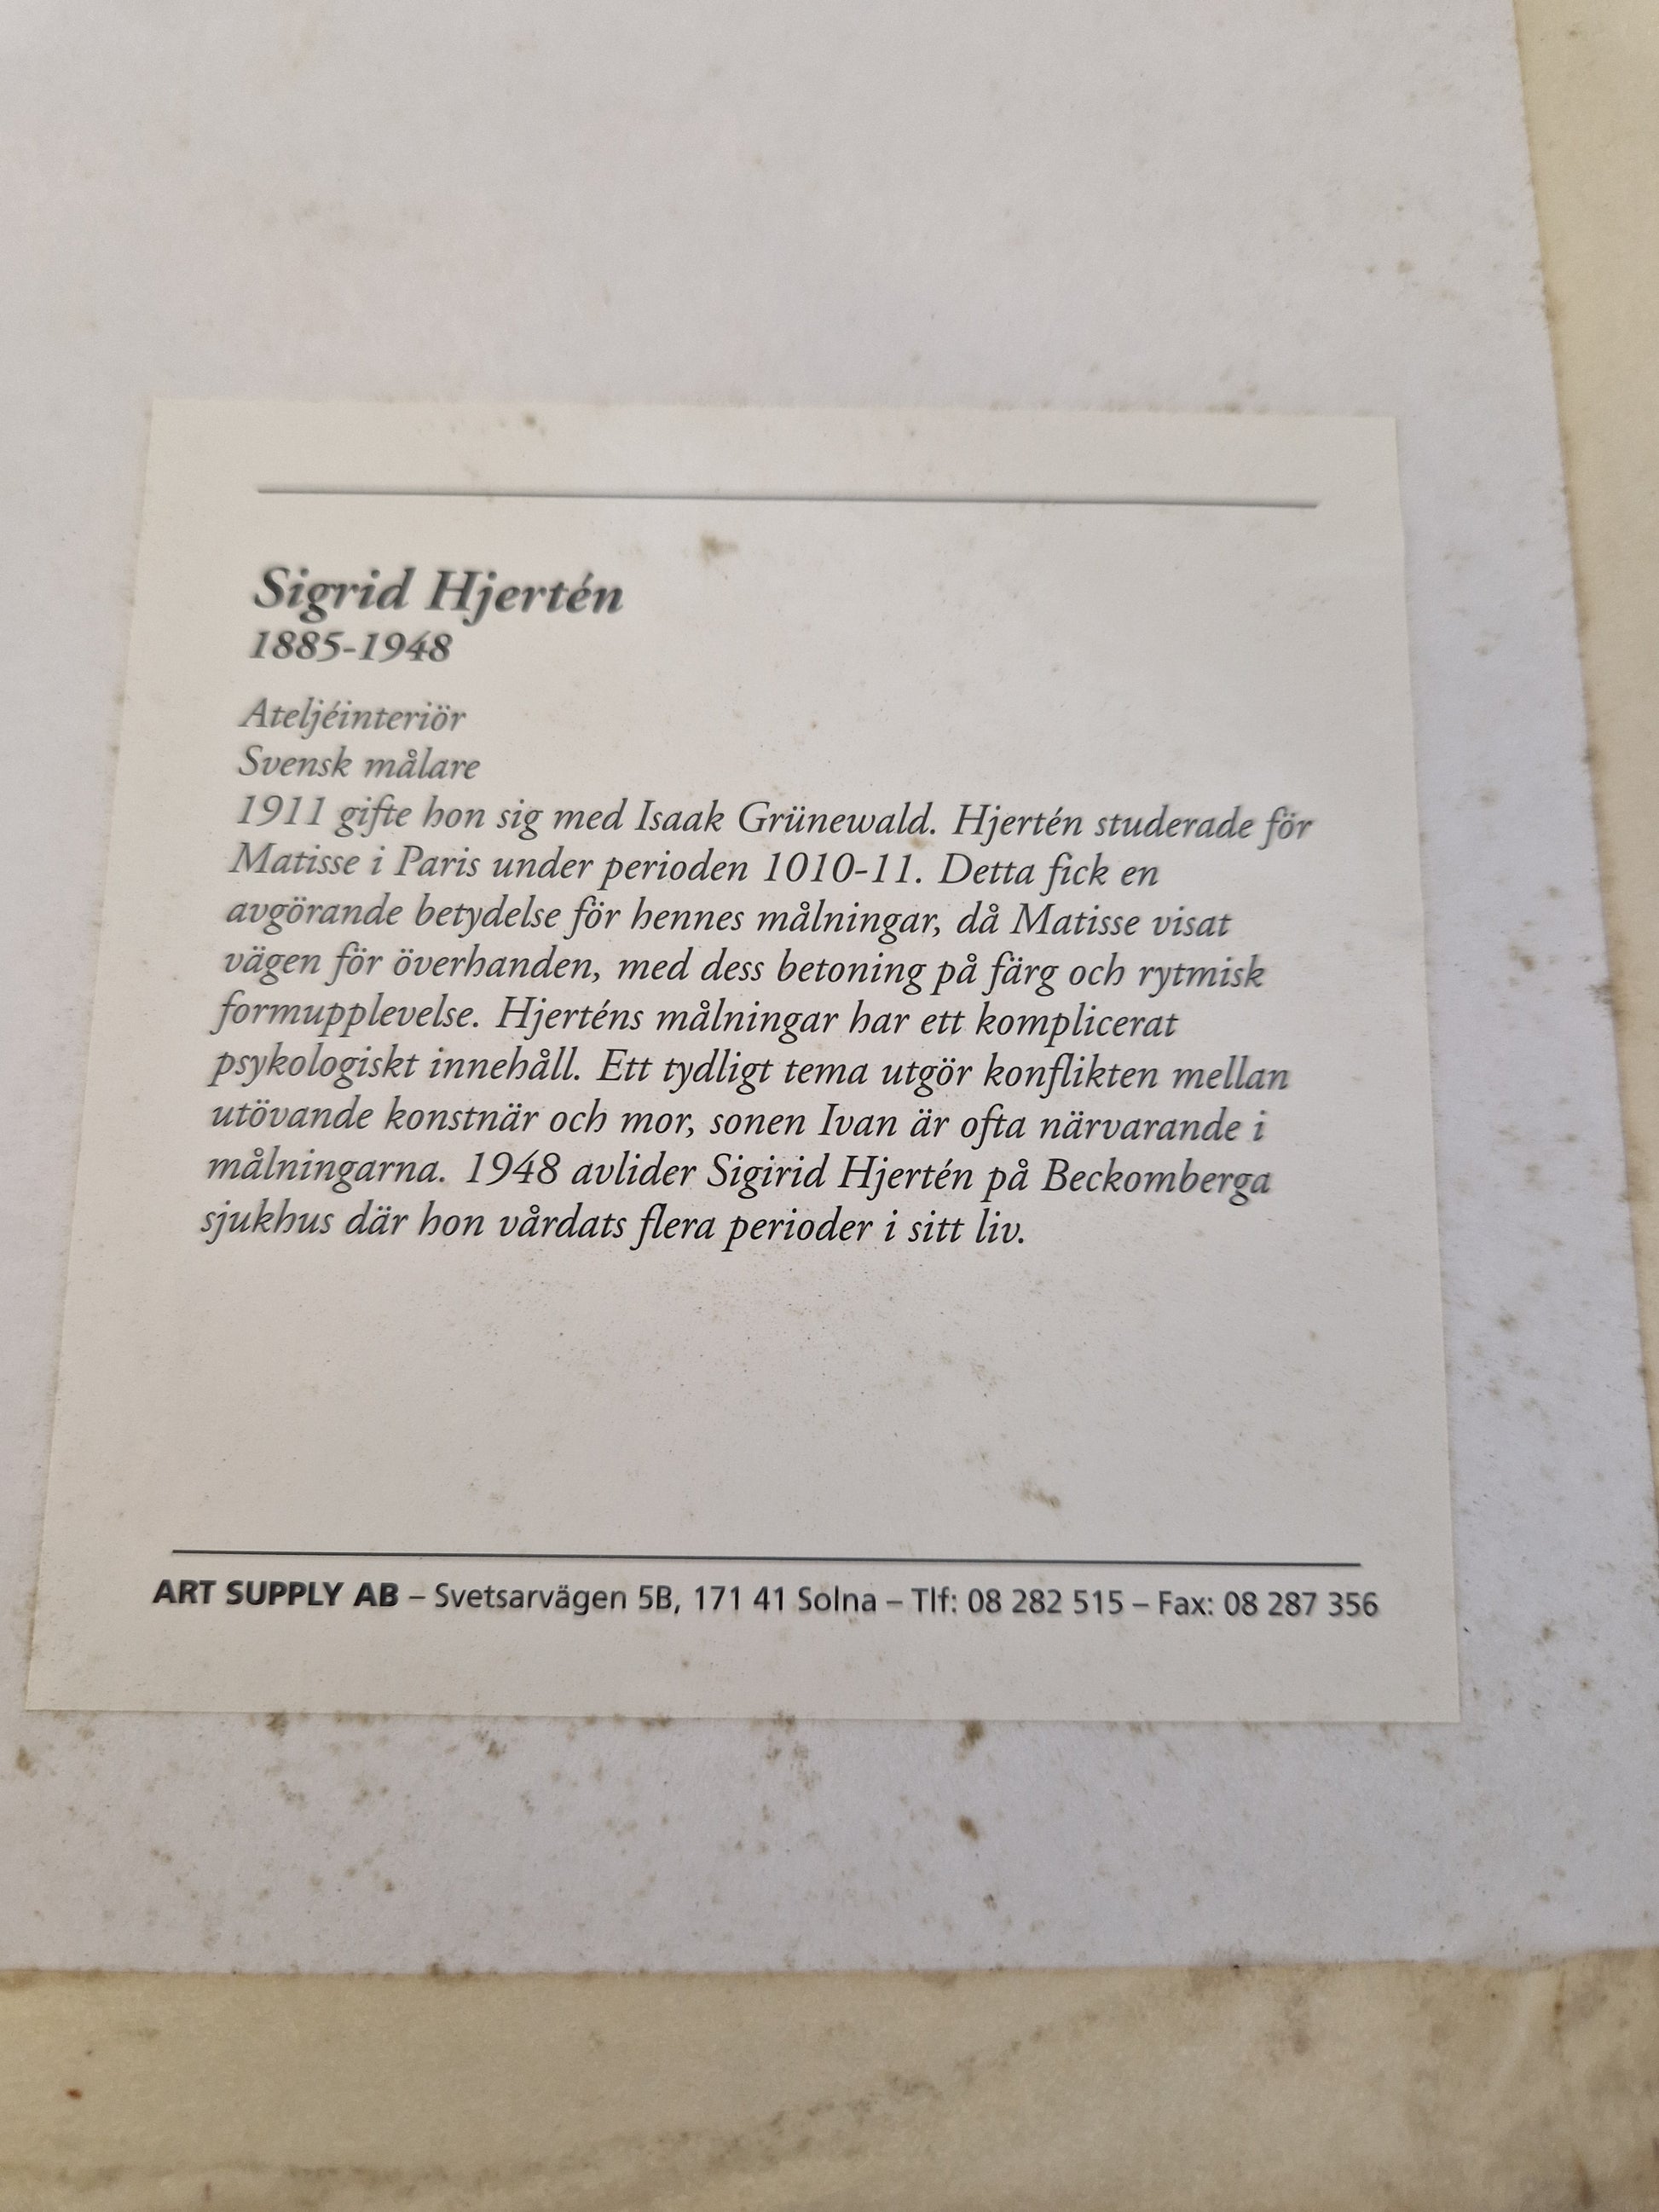 Sigrid Hjertén
1885-1948
Ateljéinteriör
Svensk målare
1911 gifte hon sig med Isaak Grünewald. Hjertén studerade för
Matisse i Paris under perioden 1010-11. Detta fick en
avgörande betydelse för hennes målningar, då Matisse visat
vägen för överhanden, med dess betoning på färg och rytmisk
formupplevelse. Hjerténs målningar har ett komplicerat
psykologiskt innehåll. Ett tydligt tema utgör konflikten mellan
utövande konstnär och mor, sonen Ivan är ofta närvarande i
målningarna. 1948 avlider Sigirid Hjertén på Beckomberga
sjukhus där hon vårdats flera perioder i sitt liv.
ART SUPPLY AB – Svetsarvägen 5B, 171 41 Solna – Tlf: 08 282 515 – Fax: 08 287 356